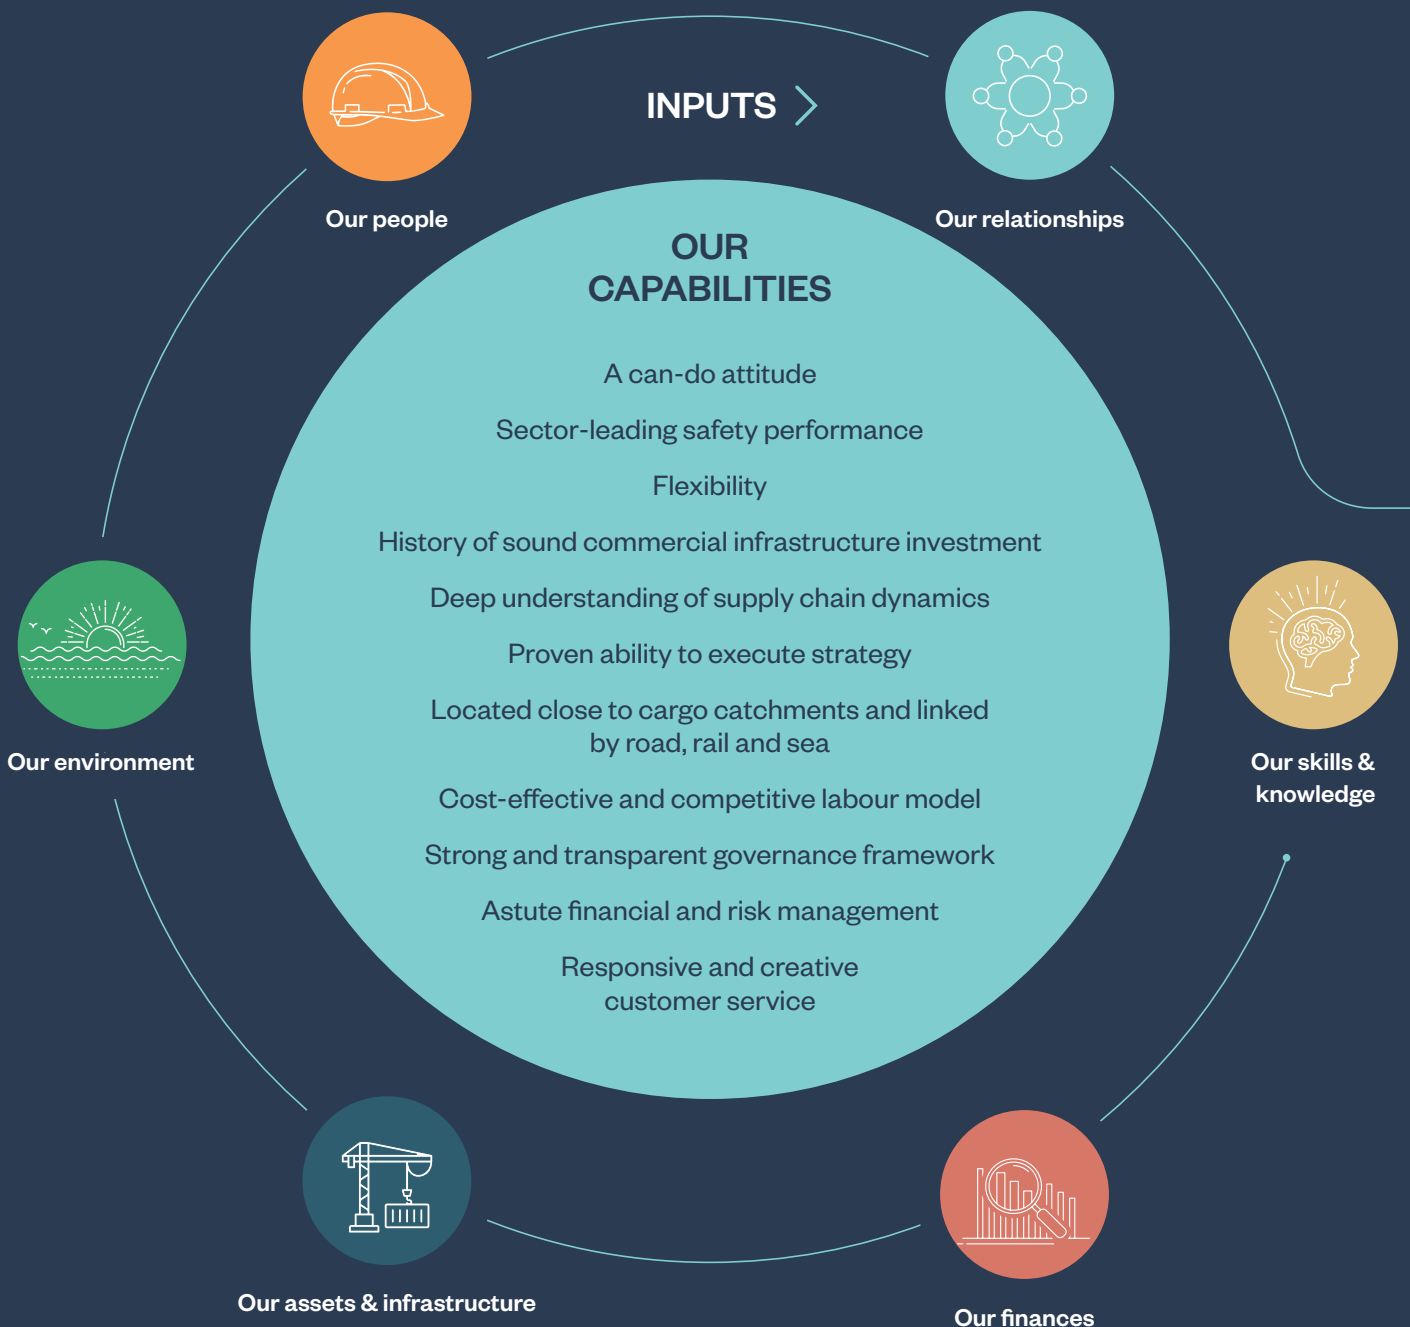 INPUTS
Our people
Our relationships
OUR
CAPABILITIES
A can-do attitude
Sector-leading safety performance
Flexibility
History of sound commercial infrastructure investment
Deep understanding of supply chain dynamics
Proven ability to execute strategy
Located close to cargo catchments and linked
by road, rail and sea
Cost-effective and competitive labour model
Strong and transparent governance framework
Astute financial and risk management
Responsive and creative
customer service
Our environment
Our skills &
knowledge
Our assets & infrastructure
Our finances